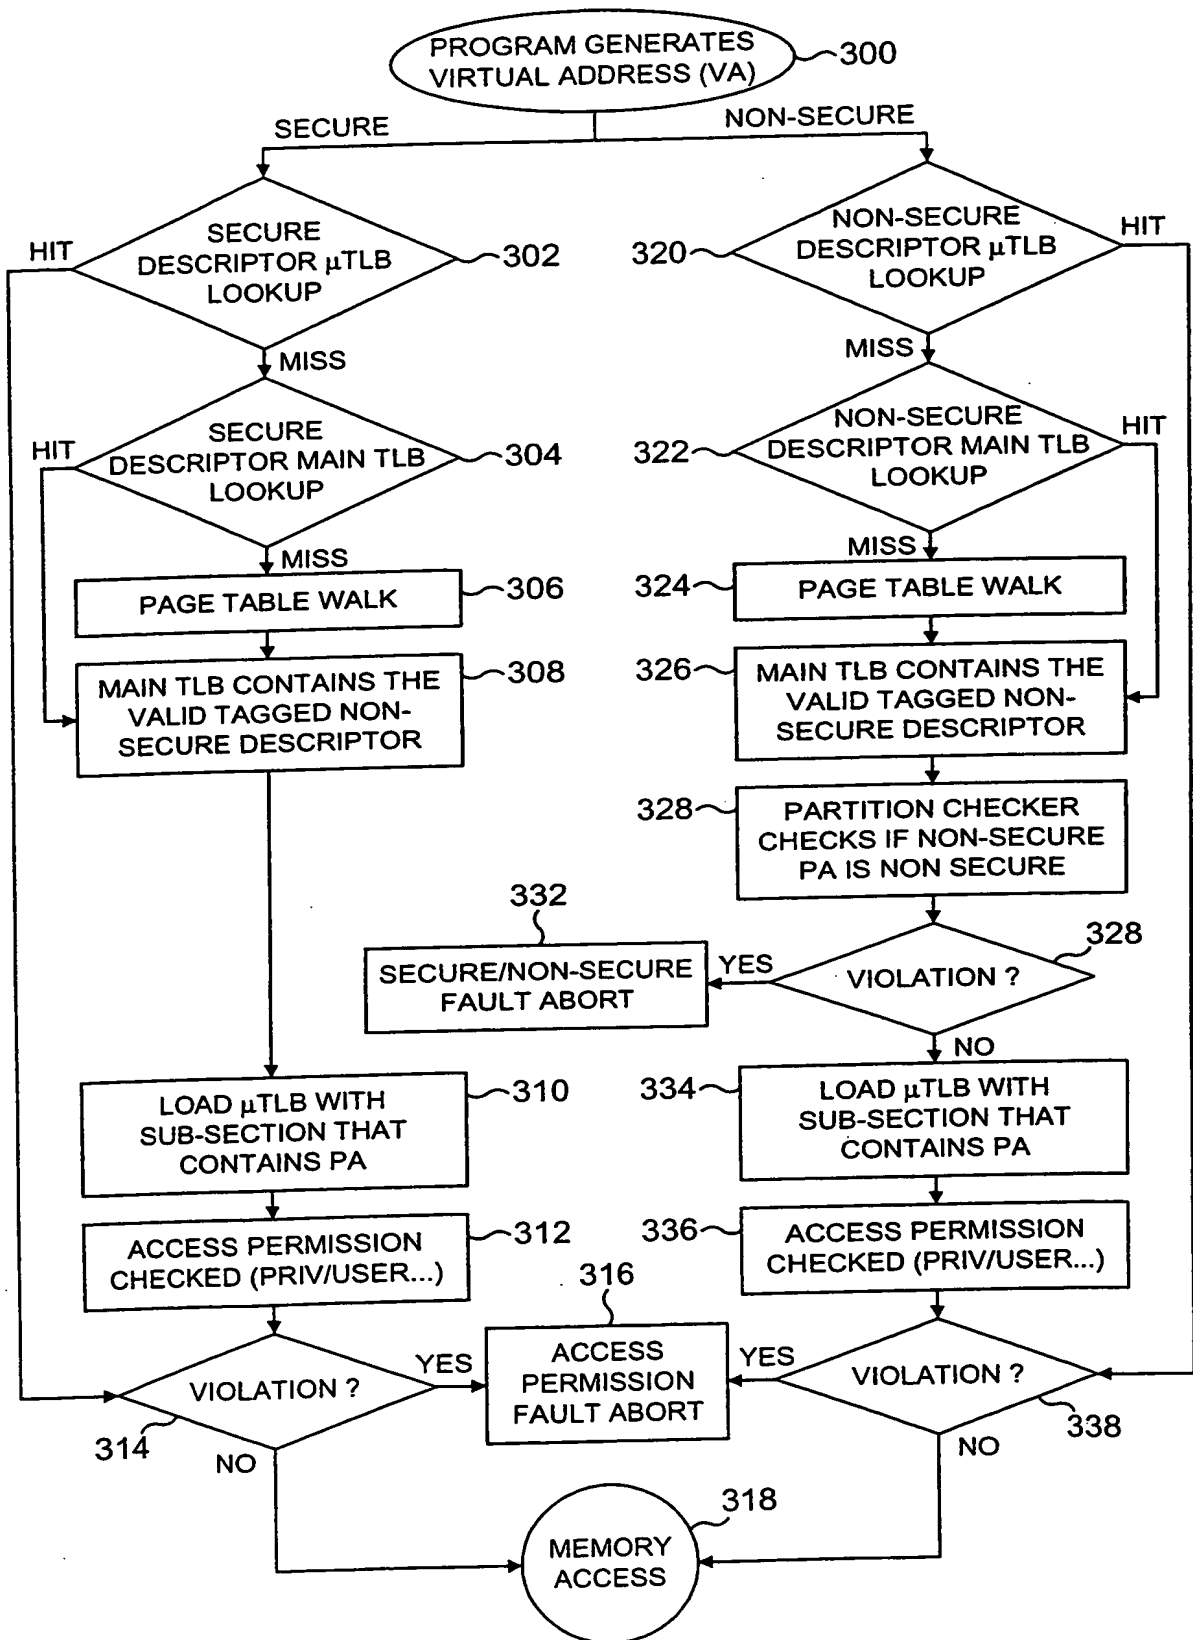 PROGRAM GENERATES
VIRTUAL ADDRESS (VA)
300
SECURE
NON-SECURE
HIT
SECURE
DESCRIPTOR µTLB
LOOKUP
302
320
NON-SECURE
DESCRIPTOR µTLB
LOOKUP
HIT
MISS
MISS
HIT
SECURE
DESCRIPTOR MAIN TLB
LOOKUP
304
322
NON-SECURE
DESCRIPTOR MAIN TLB
LOOKUP
HIT
MISS
MISS
PAGE TABLE WALK
306
324
PAGE TABLE WALK
MAIN TLB CONTAINS THE
VALID TAGGED NON-
SECURE DESCRIPTOR
308
326
MAIN TLB CONTAINS THE
VALID TAGGED NON-
SECURE DESCRIPTOR
328
PARTITION CHECKER
CHECKS IF NON-SECURE
PA IS NON SECURE
332
SECURE/NON-SECURE
FAULT ABORT
YES
VIOLATION ?
328
NO
LOAD µTLB WITH
SUB-SECTION THAT
CONTAINS PA
310
334
LOAD µTLB WITH
SUB-SECTION THAT
CONTAINS PA
ACCESS PERMISSION
CHECKED (PRIV/USER...)
312
336
ACCESS PERMISSION
CHECKED (PRIV/USER...)
316
VIOLATION ?
YES
ACCESS
PERMISSION
FAULT ABORT
YES
VIOLATION ?
314
NO
NO
338
318
MEMORY
ACCESS